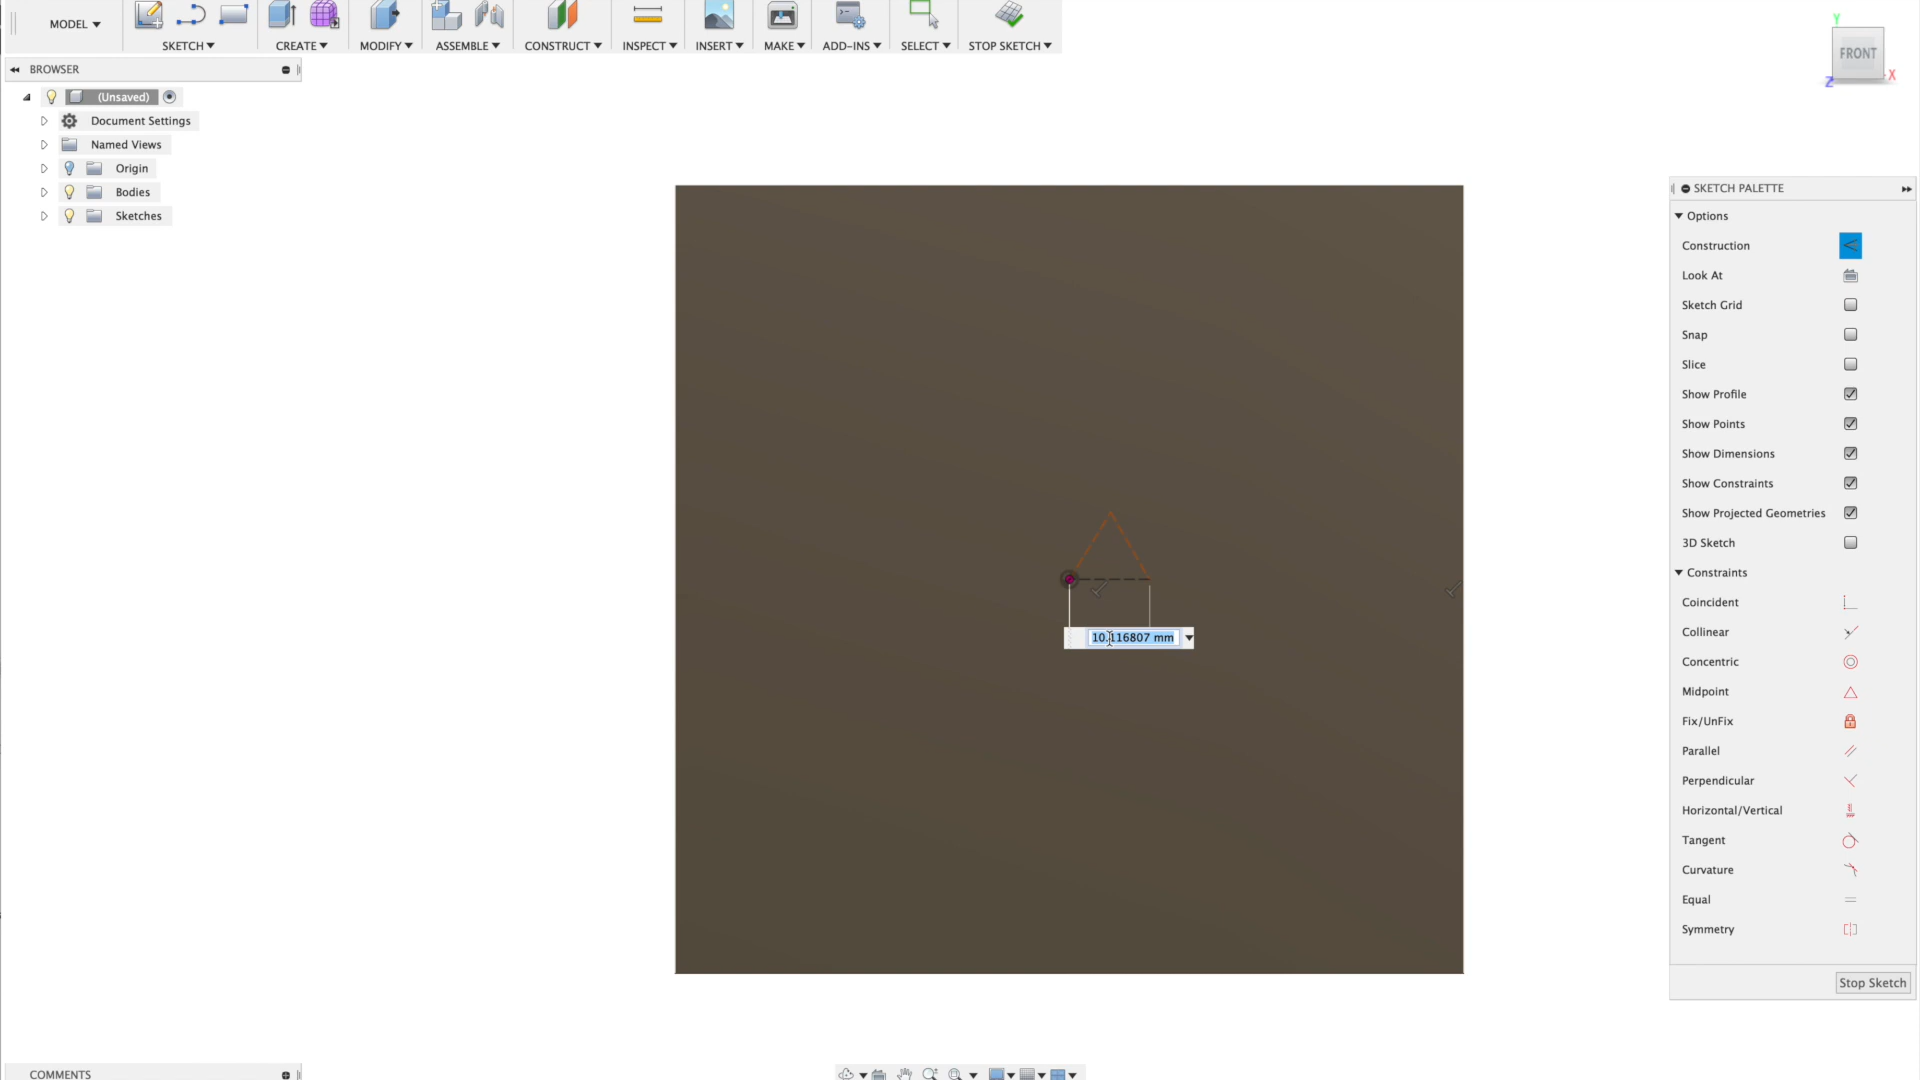 MODEL
SKETCH
CREATE
MODIFY
ASSEMBLE
CONSTRUCT
INSPECT
INSERT
MAKE
ADD-INS
SELECT
STOP SKETCH
Y
FRONT
X
Z
BROWSER
(Unsaved)
Document Settings
Named Views
Origin
Bodies
Sketches
10.116807 mm
SKETCH PALETTE
Options
Construction
Look At
Sketch Grid
Snap
Slice
Show Profile
Show Points
Show Dimensions
Show Constraints
Show Projected Geometries
3D Sketch
Constraints
Coincident
Collinear
Concentric
Midpoint
Fix/UnFix
Parallel
Perpendicular
Horizontal/Vertical
Tangent
Curvature
Equal
Symmetry
Stop Sketch
COMMENTS